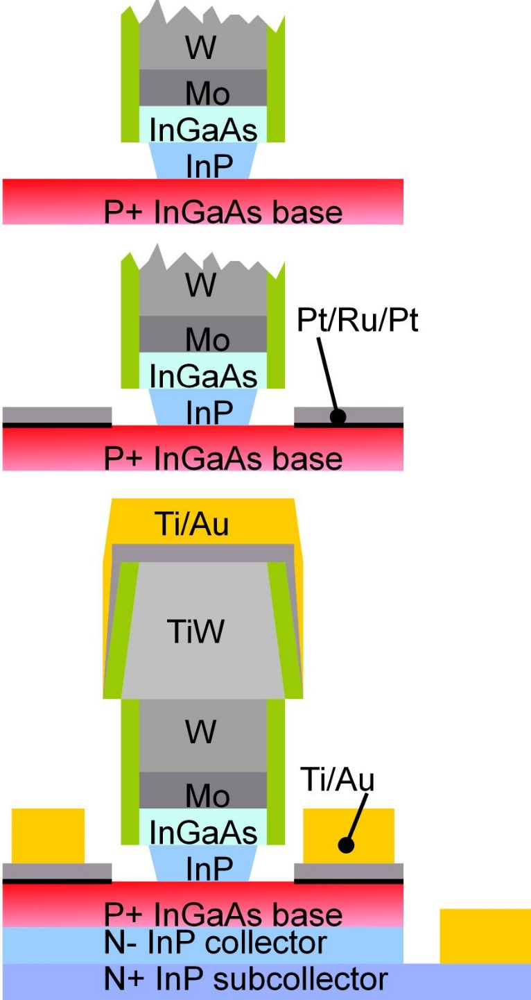 W
Mo
InGaAs
InP
P+ InGaAs base
W
Pt/Ru/Pt
Mo
InGaAs
InP
P+ InGaAs base
Ti/Au
TiW
W
Ti/Au
Mo
InGaAs
InP
P+ InGaAs base
N- InP collector
N+ InP subcollector